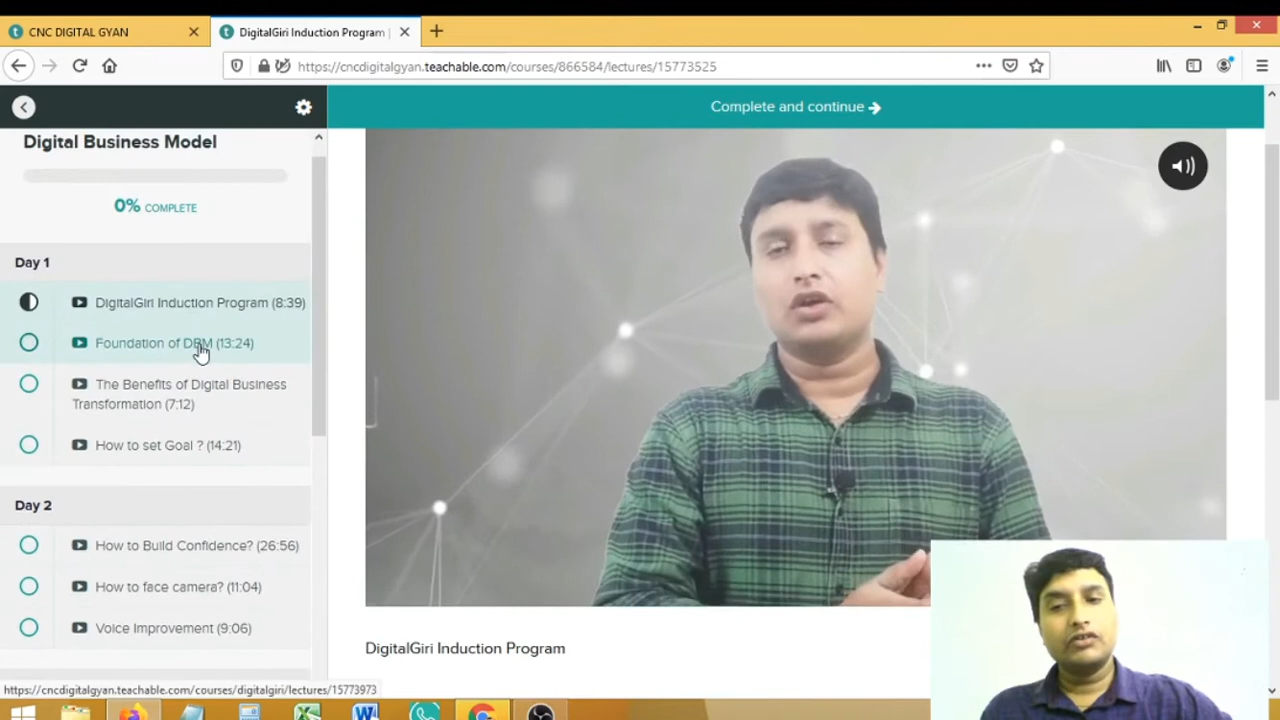 CNC DIGITAL GYAN
DigitalGiri Induction Program |
https://cncdigitalgyan.teachable.com/courses/866584/lectures/15773525
Complete and continue
Digital Business Model
0% COMPLETE
Day 1
DigitalGiri Induction Program (8:39)
Foundation of DBM (13:24)
The Benefits of Digital Business
Transformation (7:12)
How to set Goal ? (14:21)
Day 2
How to Build Confidence? (26:56)
How to face camera? (11:04)
Voice Improvement (9:06)
DigitalGiri Induction Program
https://cncdigitalgyan.teachable.com/courses/digitalgiri/lectures/15773973